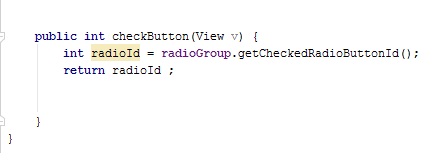 public int checkButton(View v) {
int radioId = radioGroup.getCheckedRadioButtonId();
return radioId ;
}
}